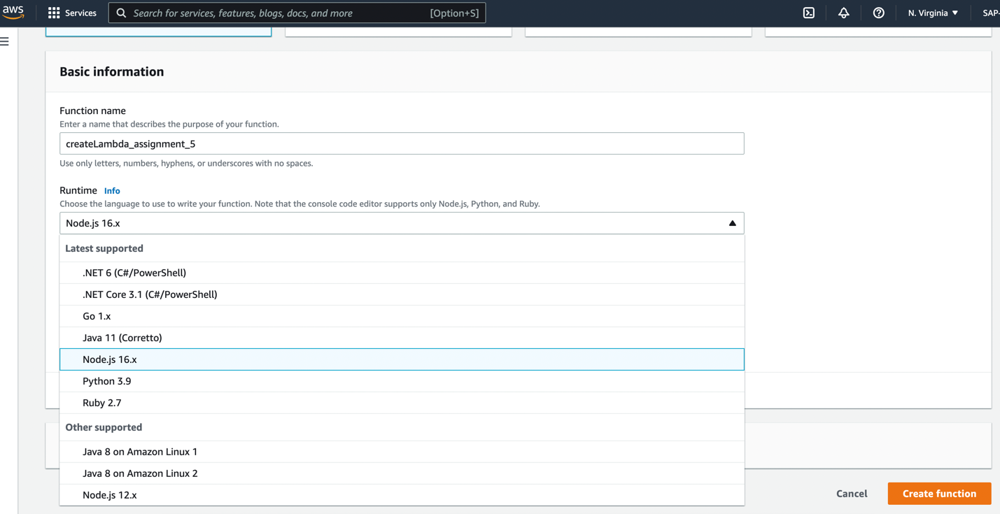 aws
Services
Search for services, features, blogs, docs, and more [Option+S]
N. Virginia
SAP-
Basic information
Function name
Enter a name that describes the purpose of your function.
createLambda_assignment_5
Use only letters, numbers, hyphens, or underscores with no spaces.
Runtime Info
Choose the language to use to write your function. Note that the console code editor supports only Node.js, Python, and Ruby.
Node.js 16.x
Latest supported
.NET 6 (C#/PowerShell)
.NET Core 3.1 (C#/PowerShell)
Go 1.x
Java 11 (Corretto)
Node.js 16.x
Python 3.9
Ruby 2.7
Other supported
Java 8 on Amazon Linux 1
Java 8 on Amazon Linux 2
Node.js 12.x
Cancel
Create function